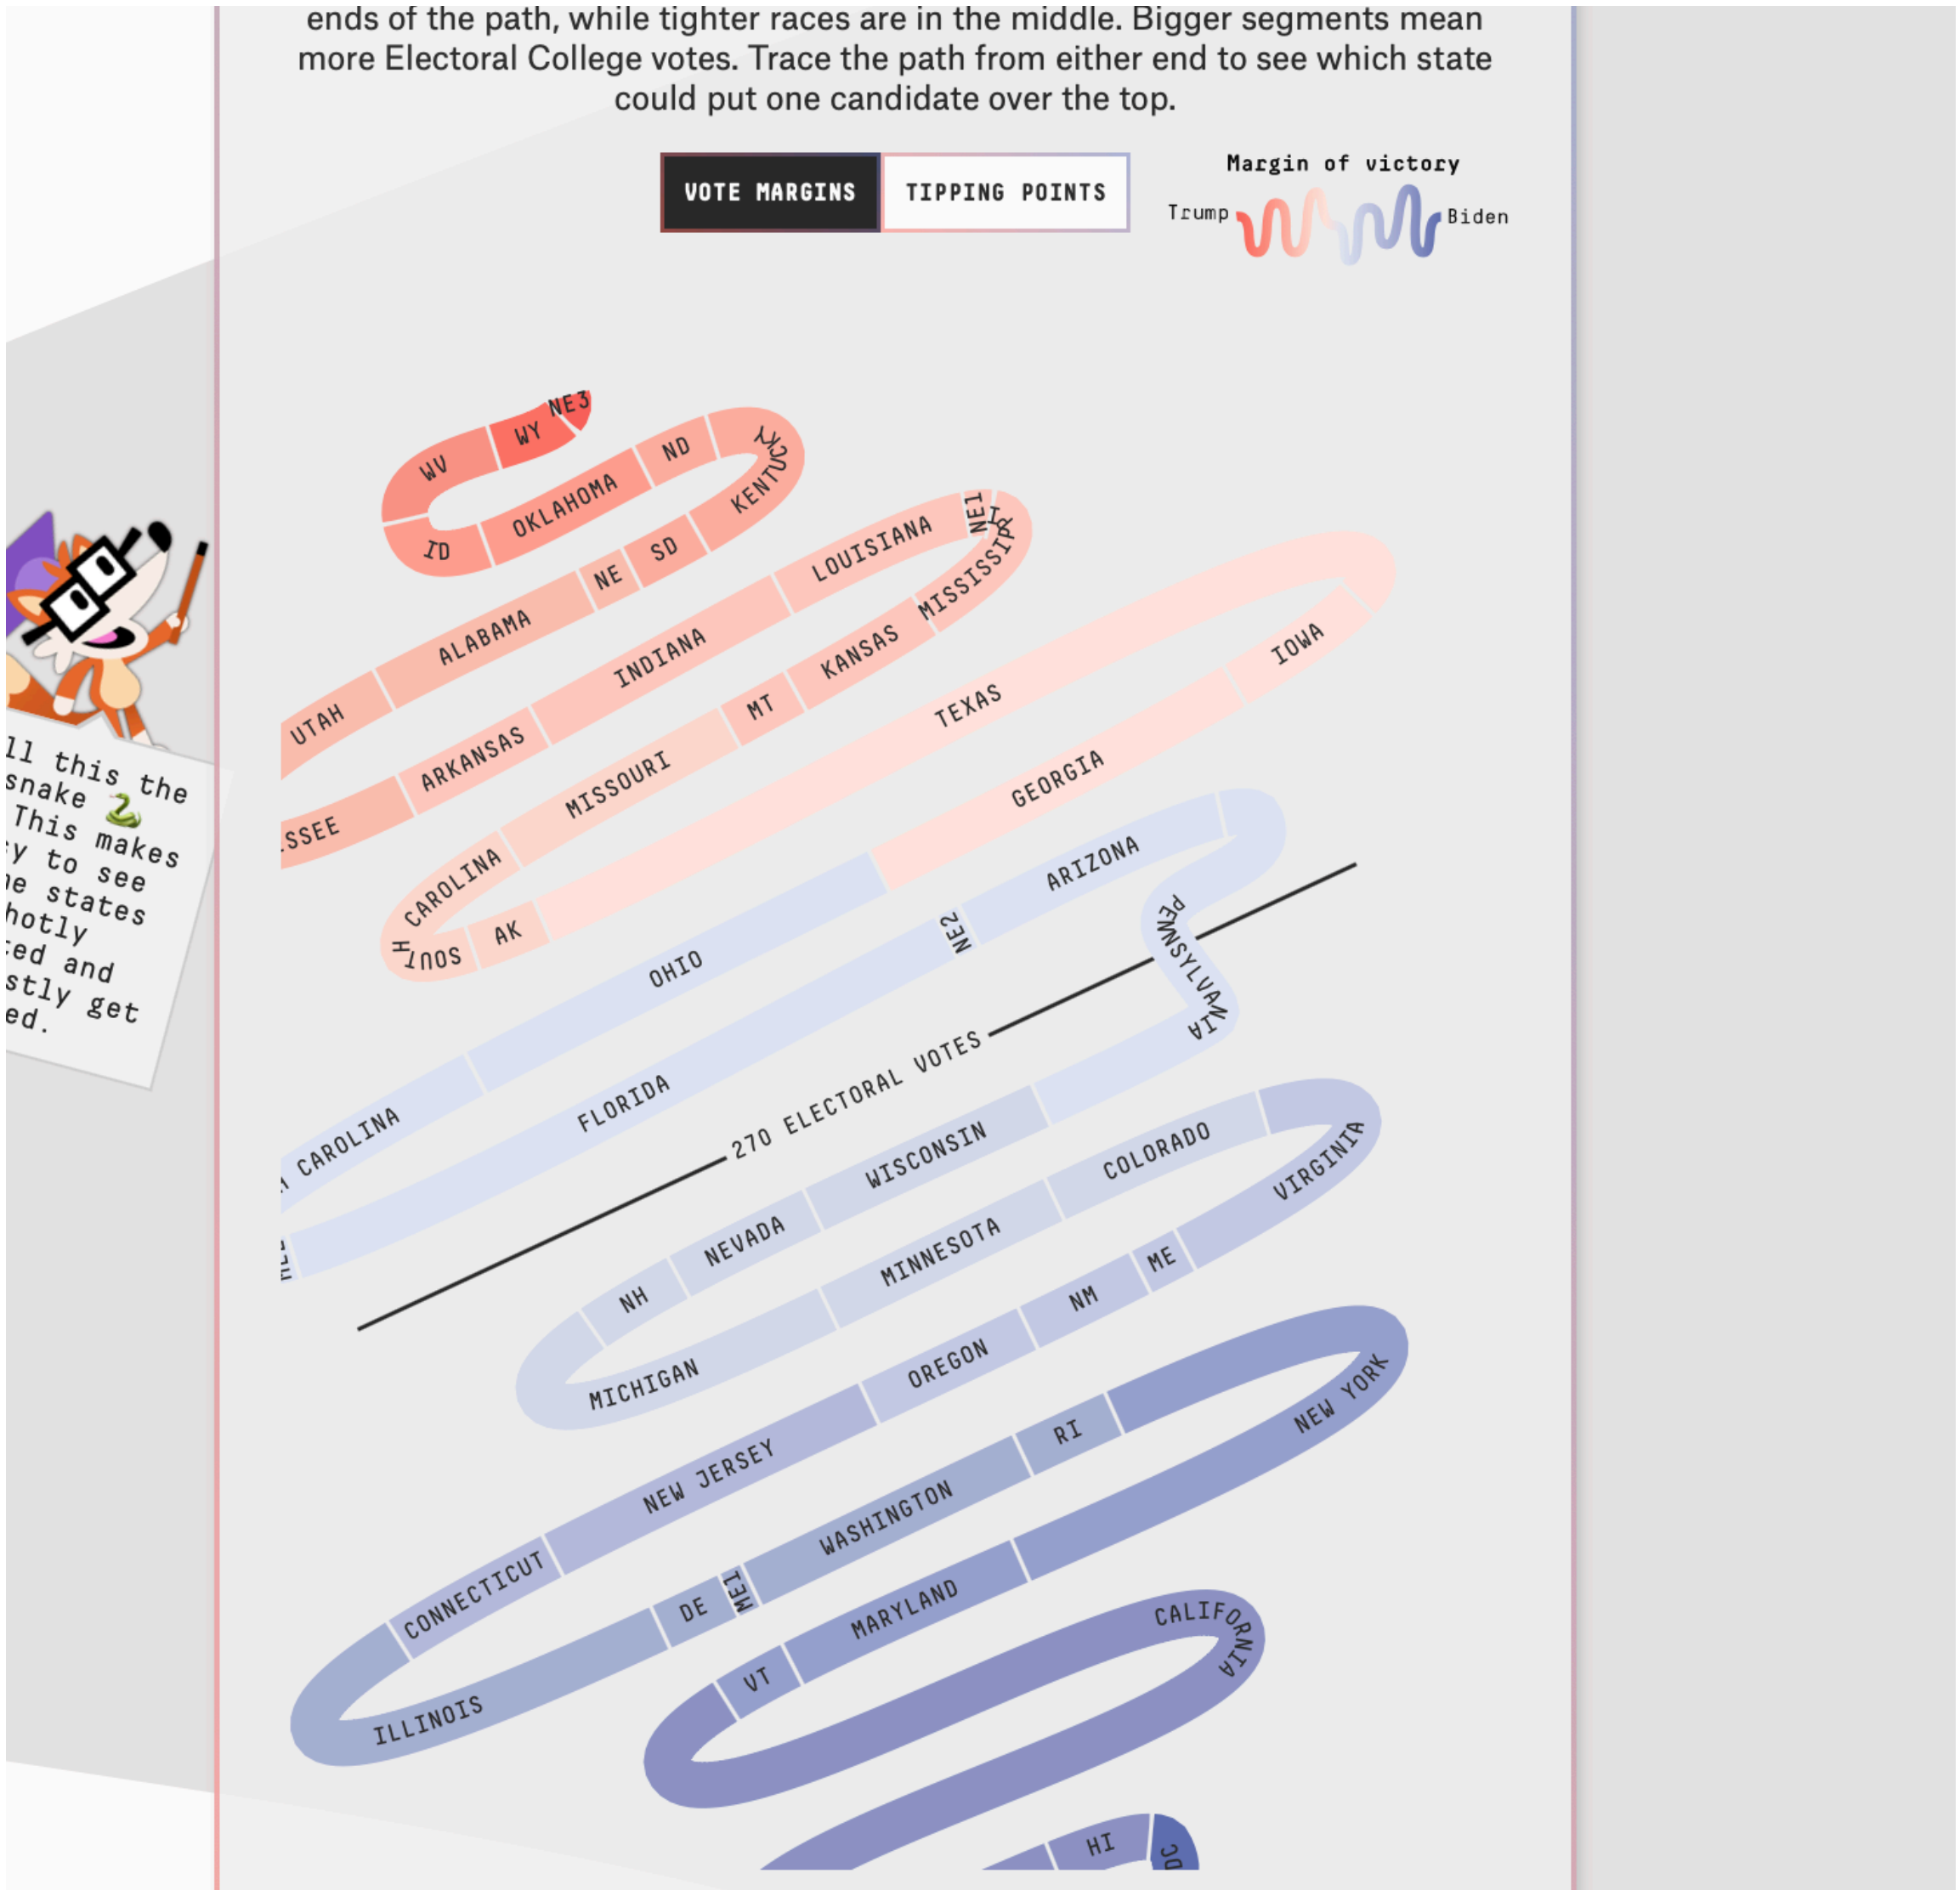 ends of the path, while tighter races are in the middle. Bigger segments mean
more Electoral College votes. Trace the path from either end to see which state
could put one candidate over the top.
VOTE MARGINS
TIPPING POINTS
Margin of victory
Trump
Biden
NE3
WY
WV
ID
OKLAHOMA
ND
KENTUCKY
SD
NE
ALABAMA
UTAH
SSEE
ARKANSAS
INDIANA
LOUISIANA
NE1
MISSISSIPPI
KANSAS
MT
MISSOURI
SOUTH CAROLINA
AK
TEXAS
IOWA
GEORGIA
OHIO
CAROLINA
FLORIDA
NE2
ARIZONA
PENNSYLVANIA
270 ELECTORAL VOTES
WISCONSIN
NEVADA
NH
MICHIGAN
MINNESOTA
COLORADO
VIRGINIA
ME
NM
OREGON
NEW JERSEY
CONNECTICUT
ILLINOIS
DE
ME1
WASHINGTON
RI
NEW YORK
MARYLAND
VT
CALIFORNIA
HI
DC
ll this the
snake
This makes
y to see
e states
hotly
ted and
stly get
ed.